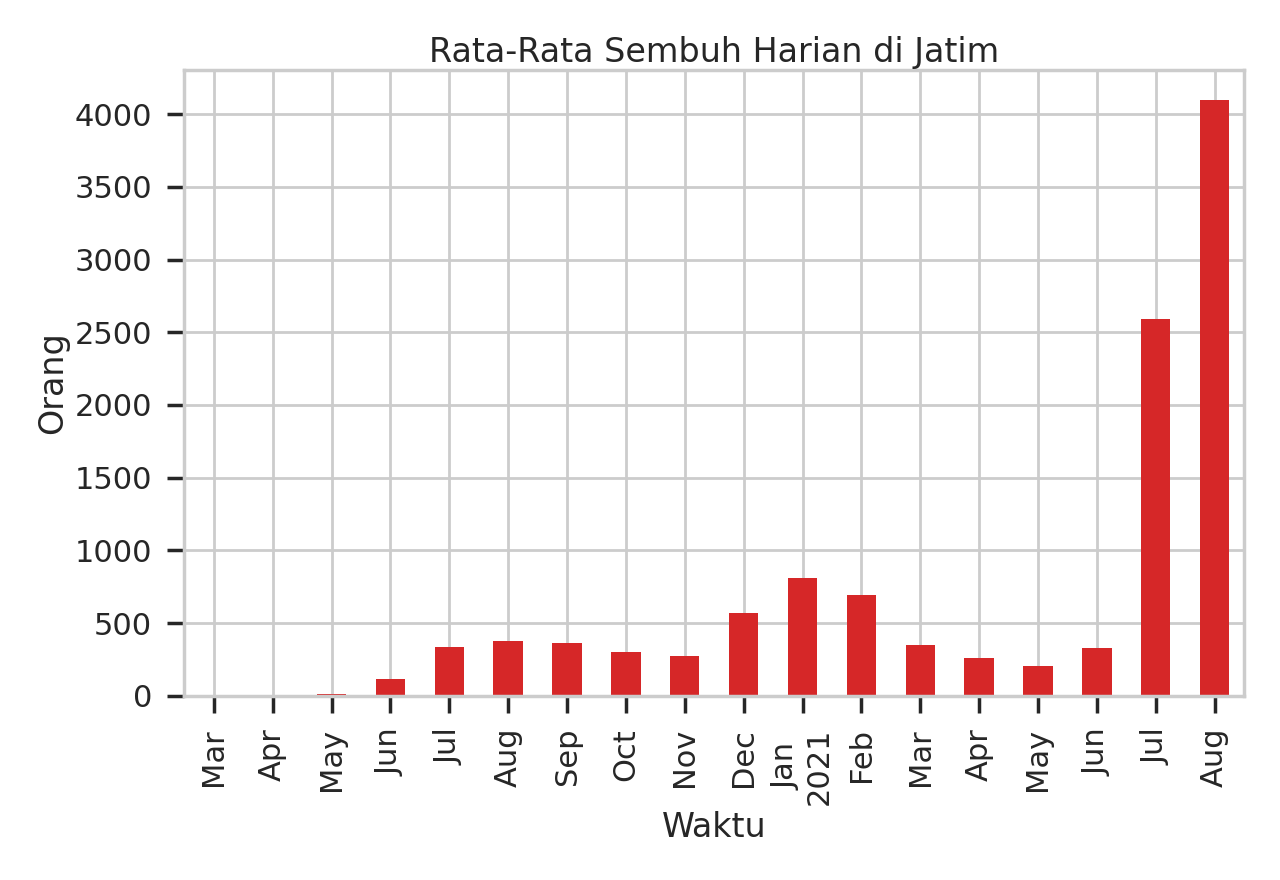 Rata-Rata Sembuh Harian di Jatim
4000
3500
3000
2500
2000
1500
1000
500
0
Orang
Mar
Apr
May
Jun
Jul
Aug
Sep
Oct
Nov
Dec
Jan
2021
Feb
Mar
Apr
May
Jun
Jul
Aug
Waktu